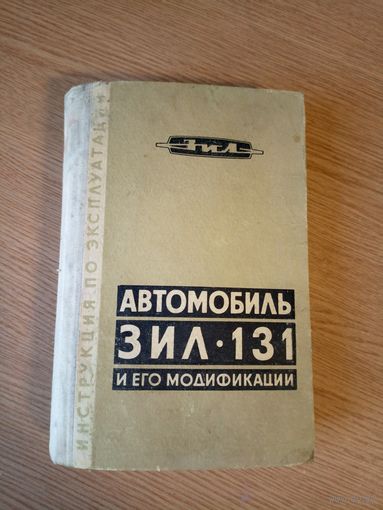 ЗИЛ
АВТОМОБИЛЬ
ЗИЛ·131
И ЕГО МОДИФИКАЦИИ
ИНСТРУКЦИЯ ПО ЭКСПЛУАТАЦИИ